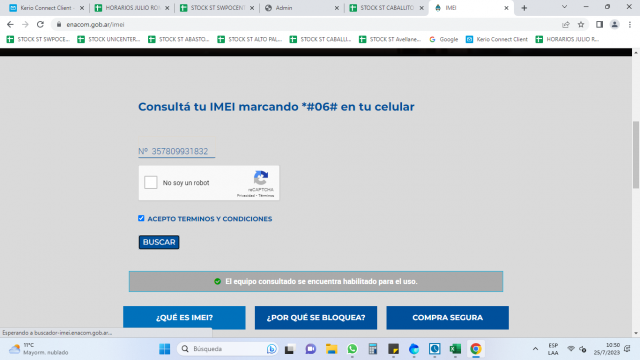 Kerio Connect Client
HORARIOS JULIO RO
STOCK ST SWPOCEN
Admin
STOCK ST CABALLIT
IMEI
enacom.gob.ar/imei
STOCK ST SWPOCE...
STOCK UNICENTER...
STOCK ST ABASTO...
STOCK ST ALTO PAL...
STOCK ST CABALLI...
STOCK ST Avellane...
Google
Kerio Connect Client
HORARIOS JULIO R...
Consultá tu IMEI marcando *#06# en tu celular
Nº 357809931832
No soy un robot
reCAPTCHA
Privacidad - Términos
ACEPTO TERMINOS Y CONDICIONES
BUSCAR
El equipo consultado se encuentra habilitado para el uso.
¿QUÉ ES IMEI?
¿POR QUÉ SE BLOQUEA?
COMPRA SEGURA
Esperando a buscador-imei.enacom.gob.ar...
11°C
Mayorm. nublado
Búsqueda
ESP
LAA
10:50
25/7/2023